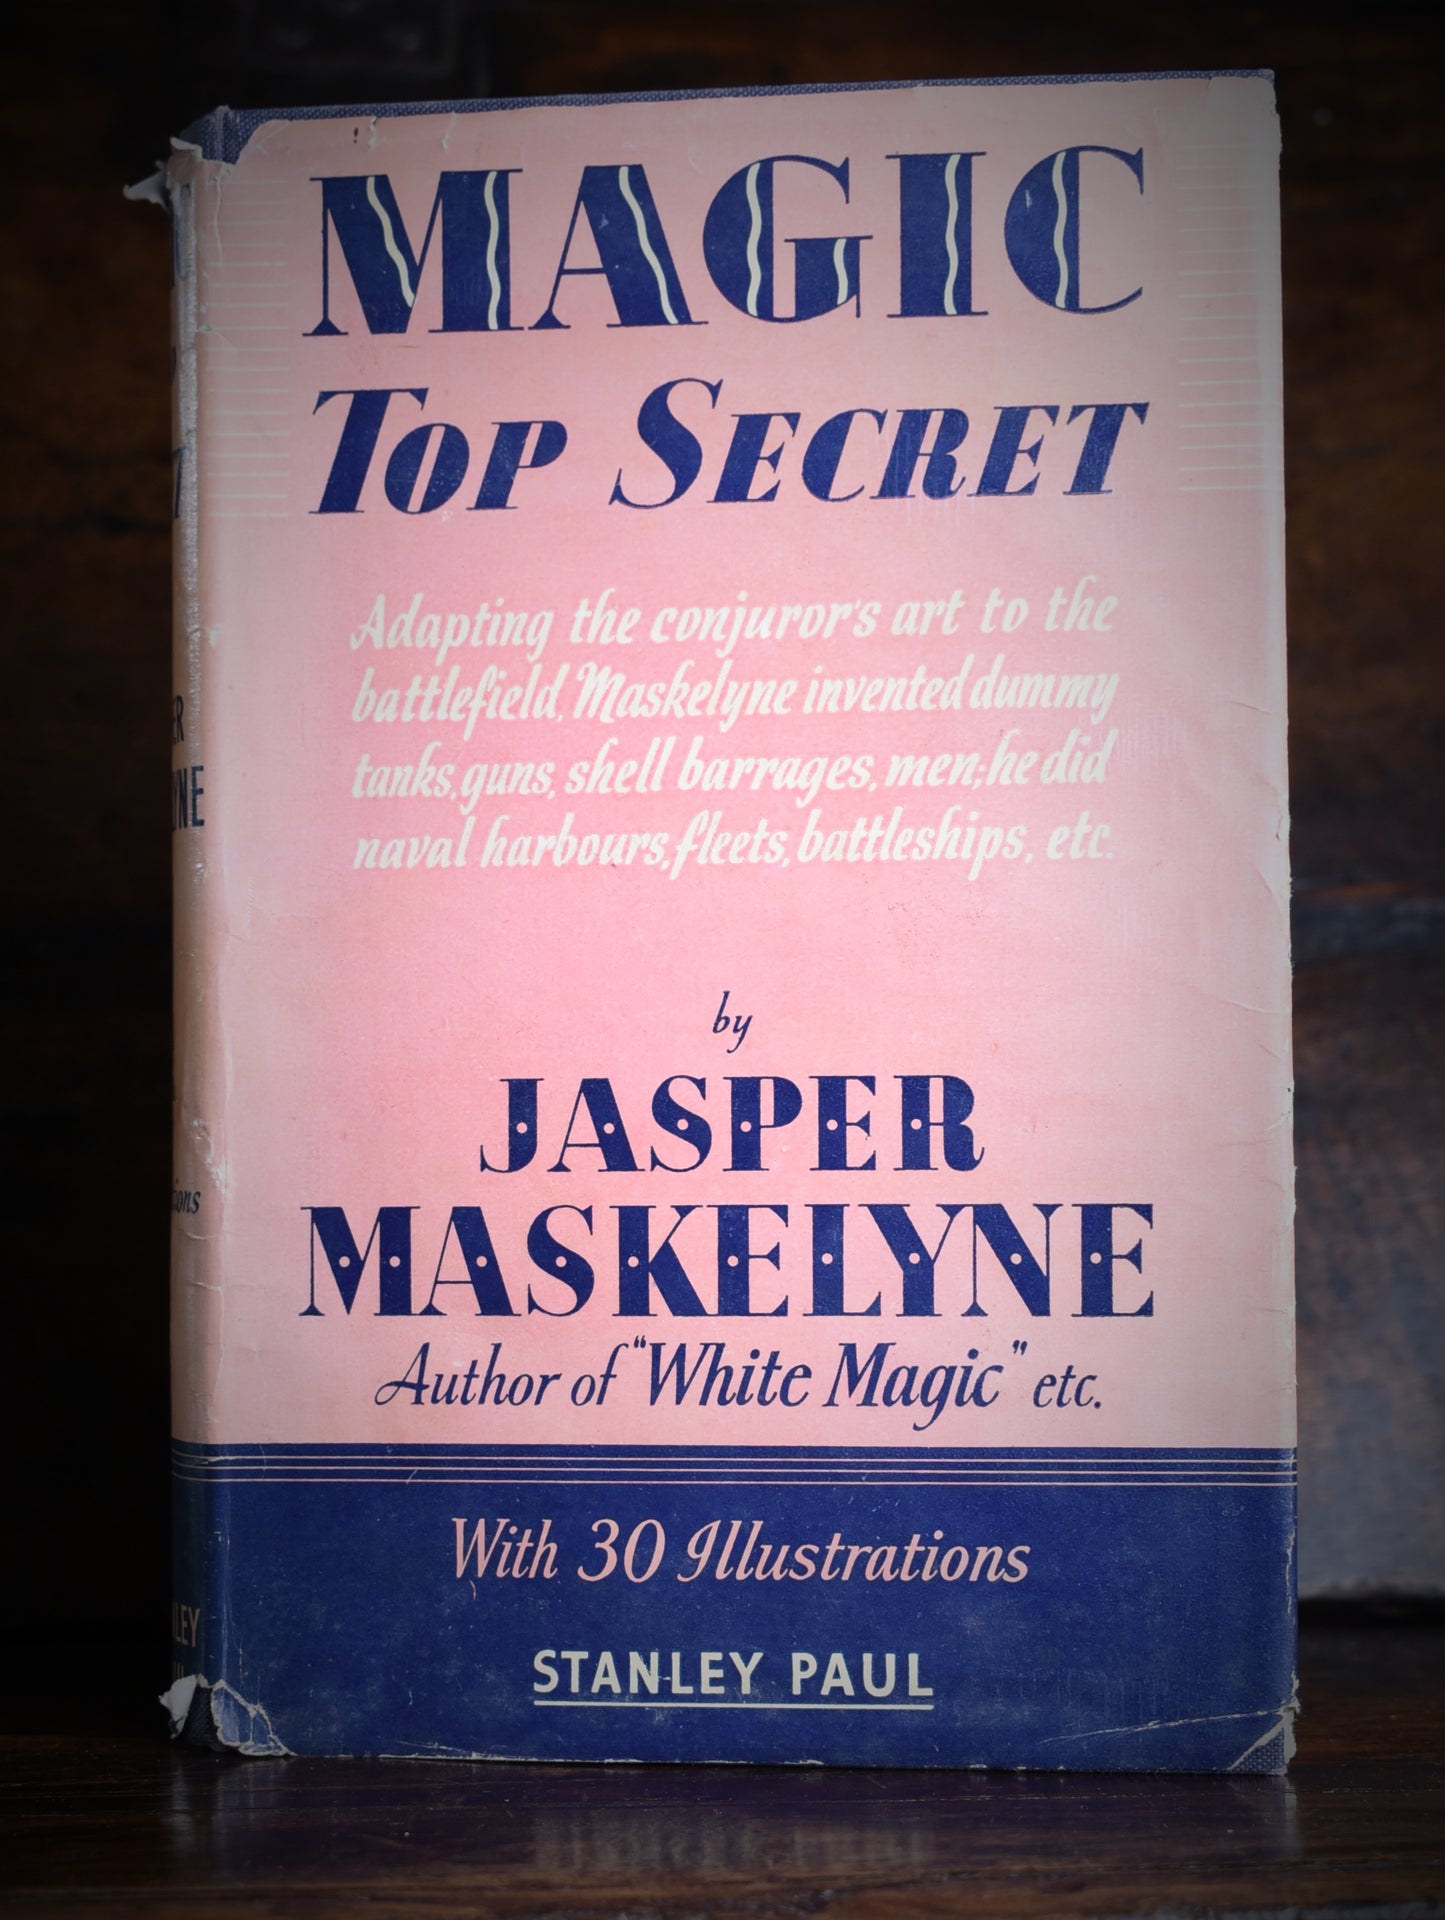 MAGIC
TOP SECRET
Adapting the conjuror's art to the
battlefield, Maskelyne invented dummy
tanks, guns, shell barrages, men; he did
naval harbours, fleets, battleships, etc.
by
JASPER
MASKELYNE
Author of "White Magic" etc.
With 30 Illustrations
STANLEY PAUL